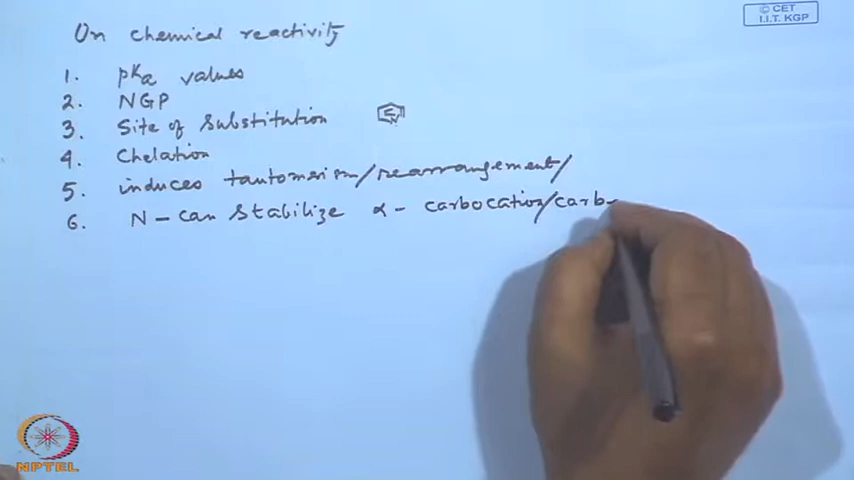 © CET
I.I.T. KGP
On chemical reactivity
1. pKa values
2. NGP
3. Site of substitution
4. Chelation
5. induces tautomerism/rearrangement/
6. N - can stabilize α - carbocation/carb
NPTEL